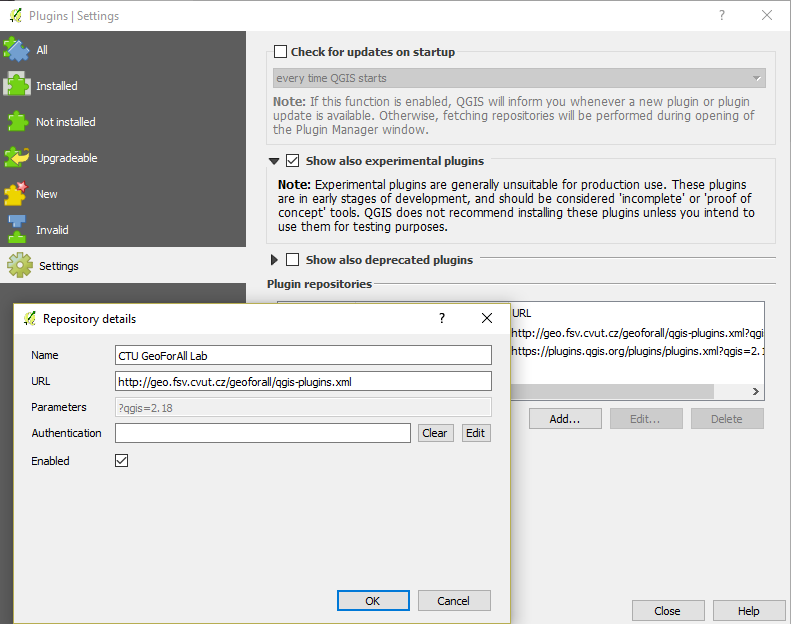 Plugins | Settings
?
All
Installed
Not installed
Upgradeable
New
Invalid
Settings
Check for updates on startup
every time QGIS starts
Note: If this function is enabled, QGIS will inform you whenever a new plugin or plugin
update is available. Otherwise, fetching repositories will be performed during opening of
the Plugin Manager window.
Show also experimental plugins
Note: Experimental plugins are generally unsuitable for production use. These plugins
are in early stages of development, and should be considered 'incomplete' or 'proof of
concept' tools. QGIS does not recommend installing these plugins unless you intend to
use them for testing purposes.
Show also deprecated plugins
Plugin repositories
URL
http://geo.fsv.cvut.cz/geoforall/qgis-plugins.xml?qgi
https://plugins.qgis.org/plugins/plugins.xml?qgis=2.1
Add...
Edit...
Delete
Repository details
?
Name
CTU GeoForAll Lab
URL
http://geo.fsv.cvut.cz/geoforall/qgis-plugins.xml
Parameters
?qgis=2.18
Authentication
Clear
Edit
Enabled
OK
Cancel
Close
Help